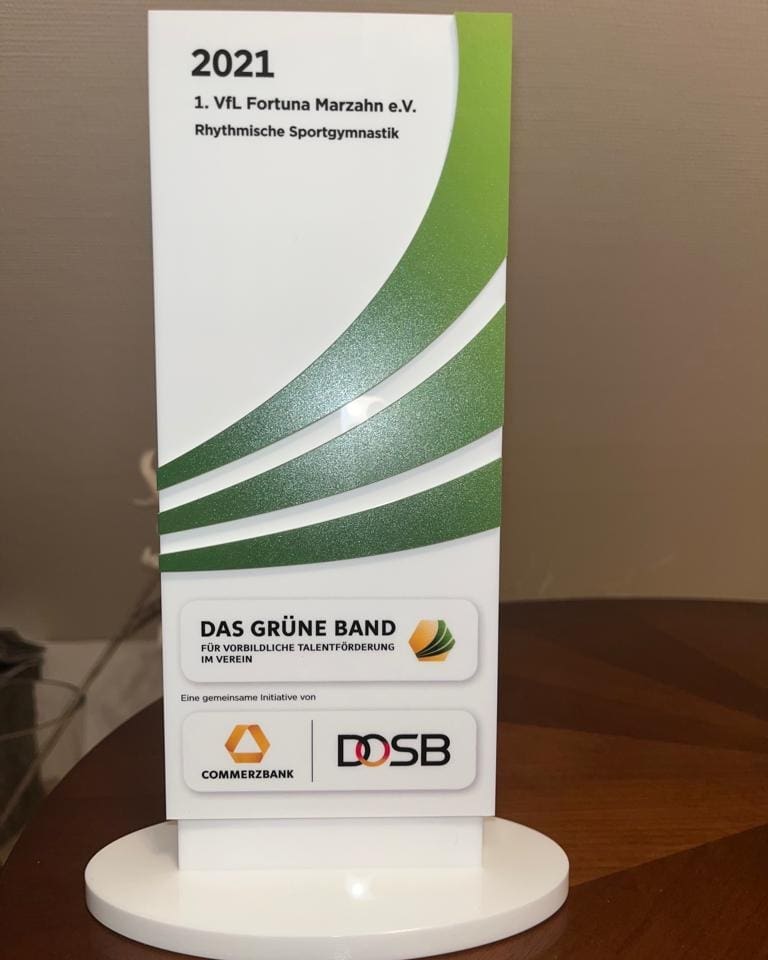 2021
1. VfL Fortuna Marzahn e.V.
Rhythmische Sportgymnastik
DAS GRÜNE BAND
FÜR VORBILDLICHE TALENTFÖRDERUNG
IM VEREIN
Eine gemeinsame Initiative von
COMMERZBANK
DOSB